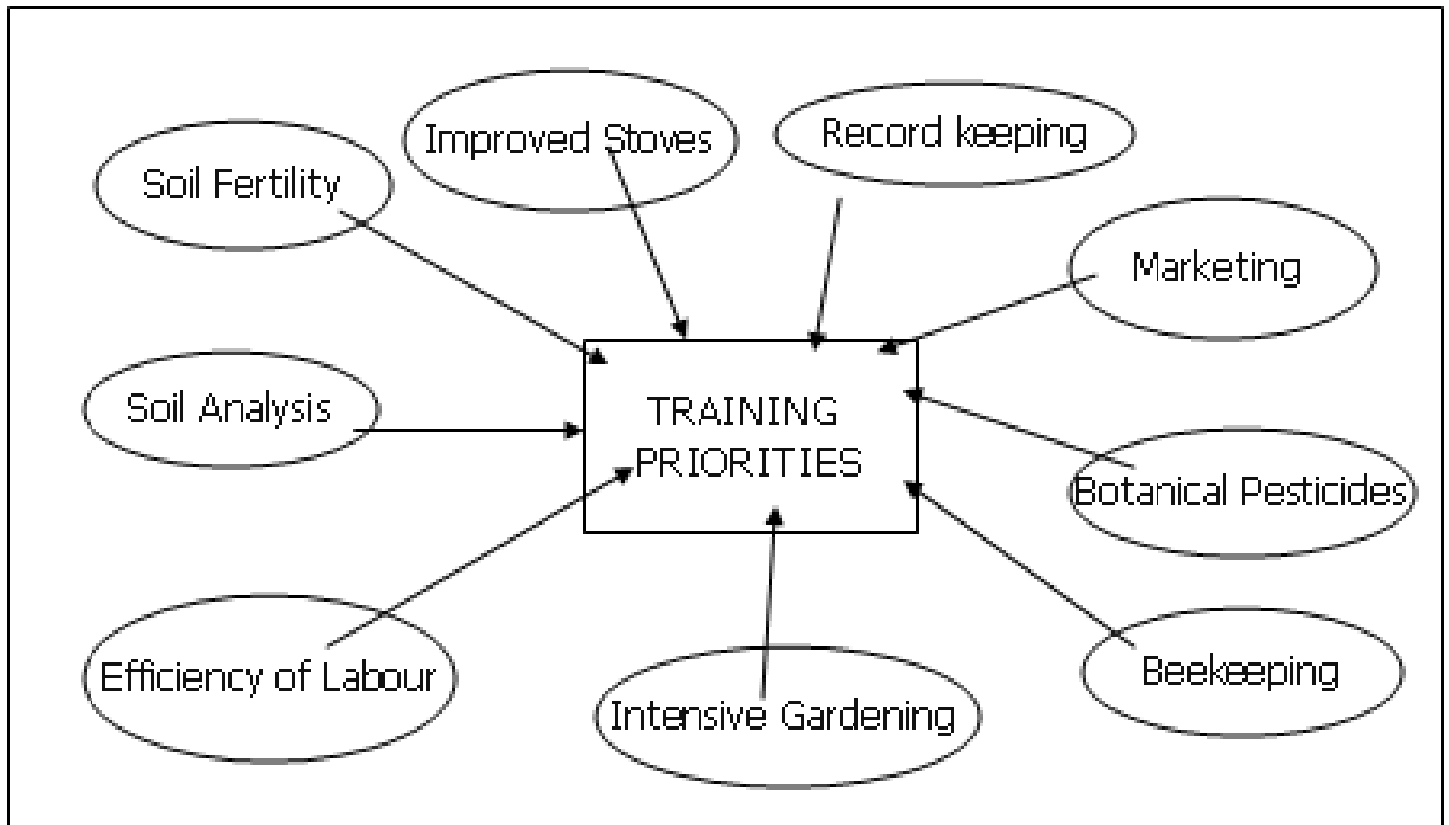 Improved Stoves
Record keeping
Soil Fertility
Marketing
Soil Analysis
TRAINING
PRIORITIES
Botanical Pesticides
Efficiency of Labour
Intensive Gardening
Beekeeping